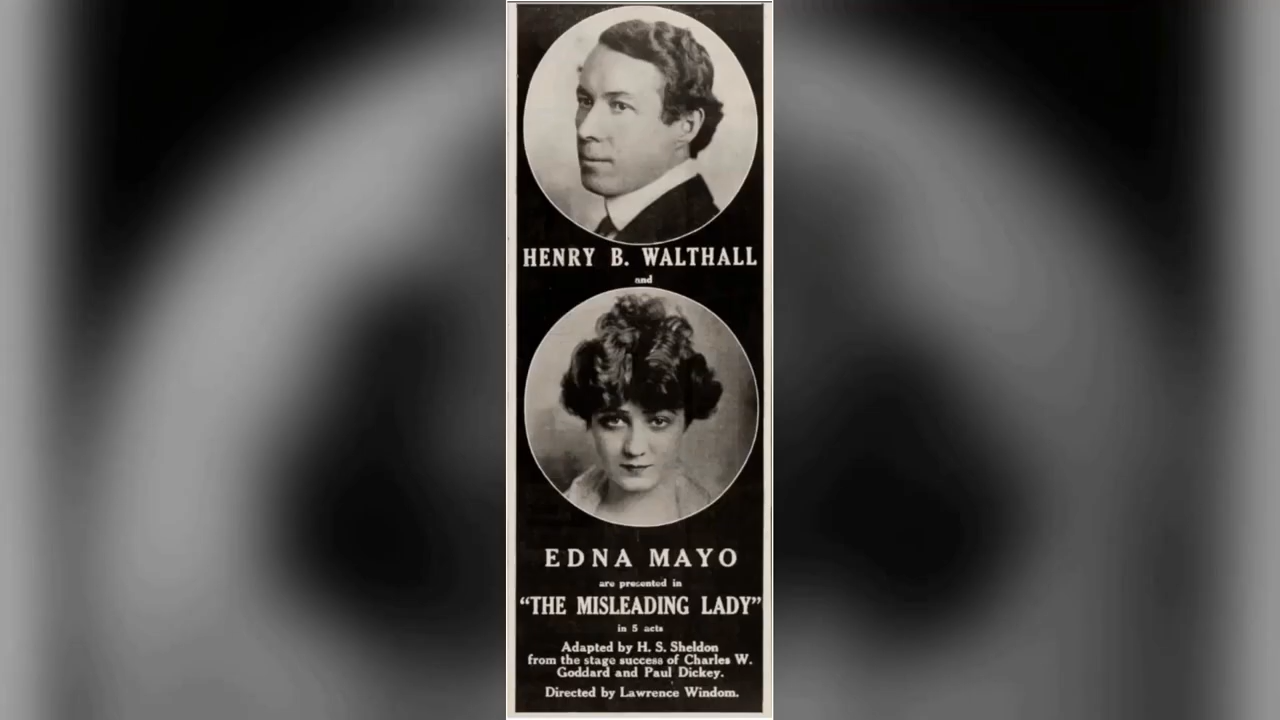 HENRY B. WALTHALL
and
EDNA MAYO
are presented in
“THE MISLEADING LADY”
in 5 acts
Adapted by H. S. Sheldon
from the stage success of Charles W.
Goddard and Paul Dickey.
Directed by Lawrence Windom.